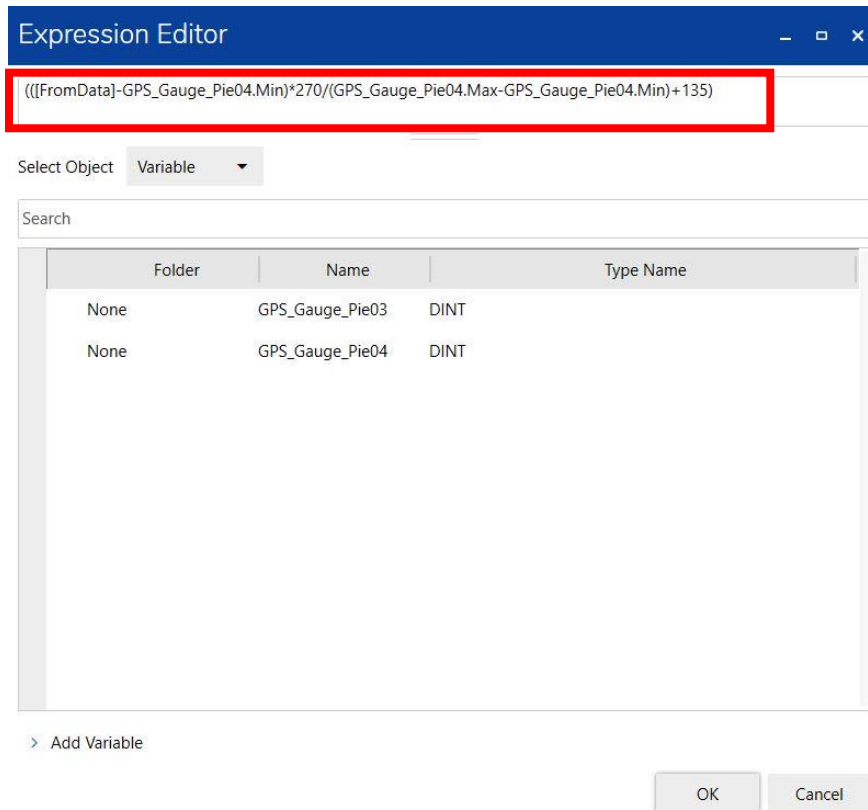 Expression Editor
(([FromData]-GPS_Gauge_Pie04.Min)*270/(GPS_Gauge_Pie04.Max-GPS_Gauge_Pie04.Min)+135)
Select Object Variable
Search
Folder Name Type Name
None GPS_Gauge_Pie03 DINT
None GPS_Gauge_Pie04 DINT
Add Variable
OK Cancel